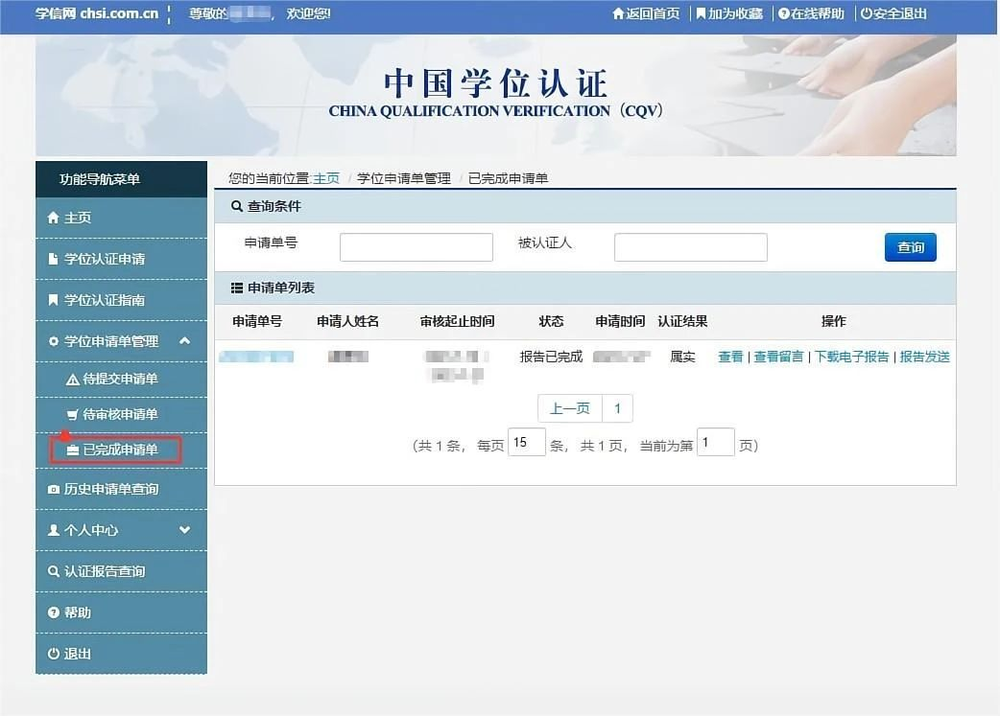 学信网 chsi.com.cn 尊敬的 , 欢迎您! 返回首页 加为收藏 在线帮助 安全退出
中国学位认证
CHINA QUALIFICATION VERIFICATION (CQV)
功能导航菜单
主页
学位认证申请
学位认证指南
学位申请单管理
待提交申请单
待审核申请单
已完成申请单
历史申请单查询
个人中心
认证报告查询
帮助
退出
您的当前位置:主页 / 学位申请单管理 / 已完成申请单
查询条件
申请单号 被认证人 查询
申请单列表
申请单号 申请人姓名 审核起止时间 状态 申请时间 认证结果 操作
报告已完成 属实 查看 | 查看留言 | 下载电子报告 | 报告发送
上一页 1
(共 1 条, 每页 15 条, 共 1 页, 当前为第 1 页)